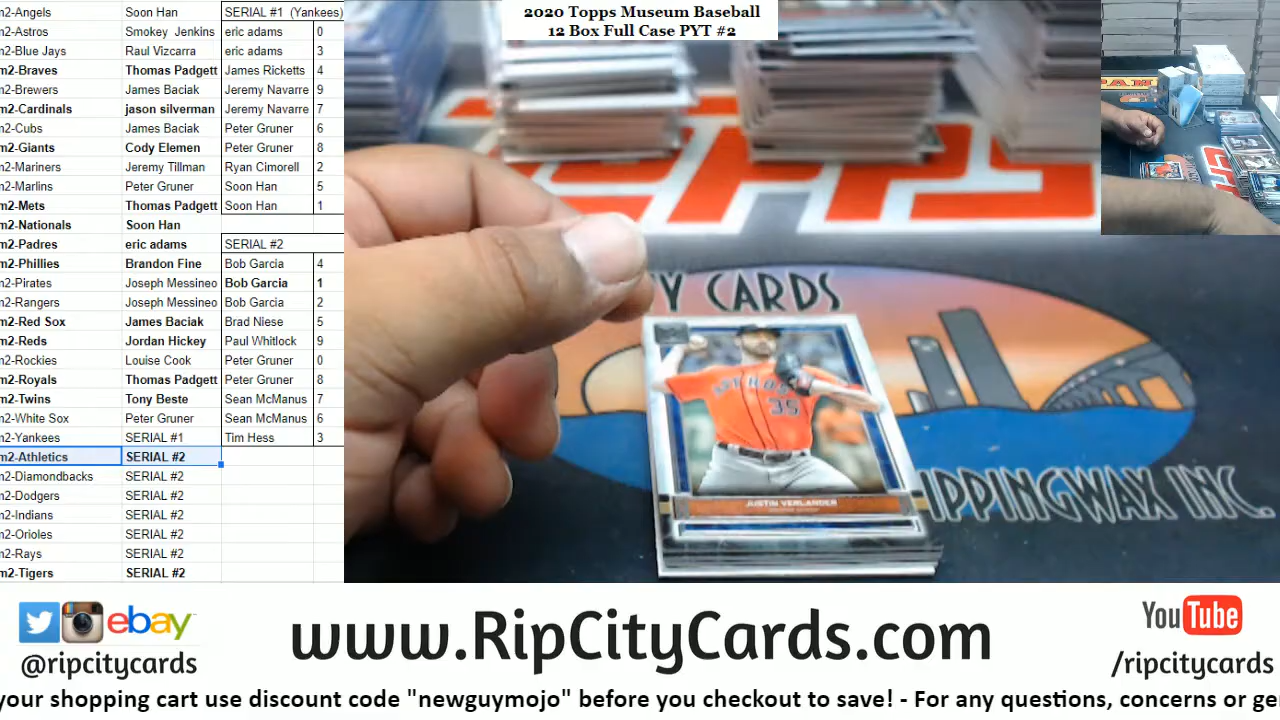 m2-Angels Soon Han SERIAL #1 (Yankees)
m2-Astros Smokey Jenkins eric adams 0
m2-Blue Jays Raul Vizcarra eric adams 3
m2-Braves Thomas Padgett James Ricketts 4
m2-Brewers James Baciak Jeremy Navarre 9
m2-Cardinals jason silverman Jeremy Navarre 7
m2-Cubs James Baciak Peter Gruner 6
m2-Giants Cody Elemen Peter Gruner 8
m2-Mariners Jeremy Tillman Ryan Cimorell 2
m2-Marlins Peter Gruner Soon Han 5
m2-Mets Thomas Padgett Soon Han 1
m2-Nationals Soon Han
m2-Padres eric adams SERIAL #2
m2-Phillies Brandon Fine Bob Garcia 4
m2-Pirates Joseph Messineo Bob Garcia 1
m2-Rangers Joseph Messineo Bob Garcia 2
m2-Red Sox James Baciak Brad Niese 5
m2-Reds Jordan Hickey Paul Whitlock 9
m2-Rockies Louise Cook Peter Gruner 0
m2-Royals Thomas Padgett Peter Gruner 8
m2-Twins Tony Beste Sean McManus 7
m2-White Sox Peter Gruner Sean McManus 6
m2-Yankees SERIAL #1 Tim Hess 3
m2-Athletics SERIAL #2
m2-Diamondbacks SERIAL #2
m2-Dodgers SERIAL #2
m2-Indians SERIAL #2
m2-Orioles SERIAL #2
m2-Rays SERIAL #2
m2-Tigers SERIAL #2
2020 Topps Museum Baseball
12 Box Full Case PYT #2
Y CARDS
IPPINGWAX INC.
35
JUSTIN VERLANDER
ebay
@ripcitycards
www.RipCityCards.com
YouTube
/ripcitycards
your shopping cart use discount code "newguymojo" before you checkout to save! - For any questions, concerns or ge